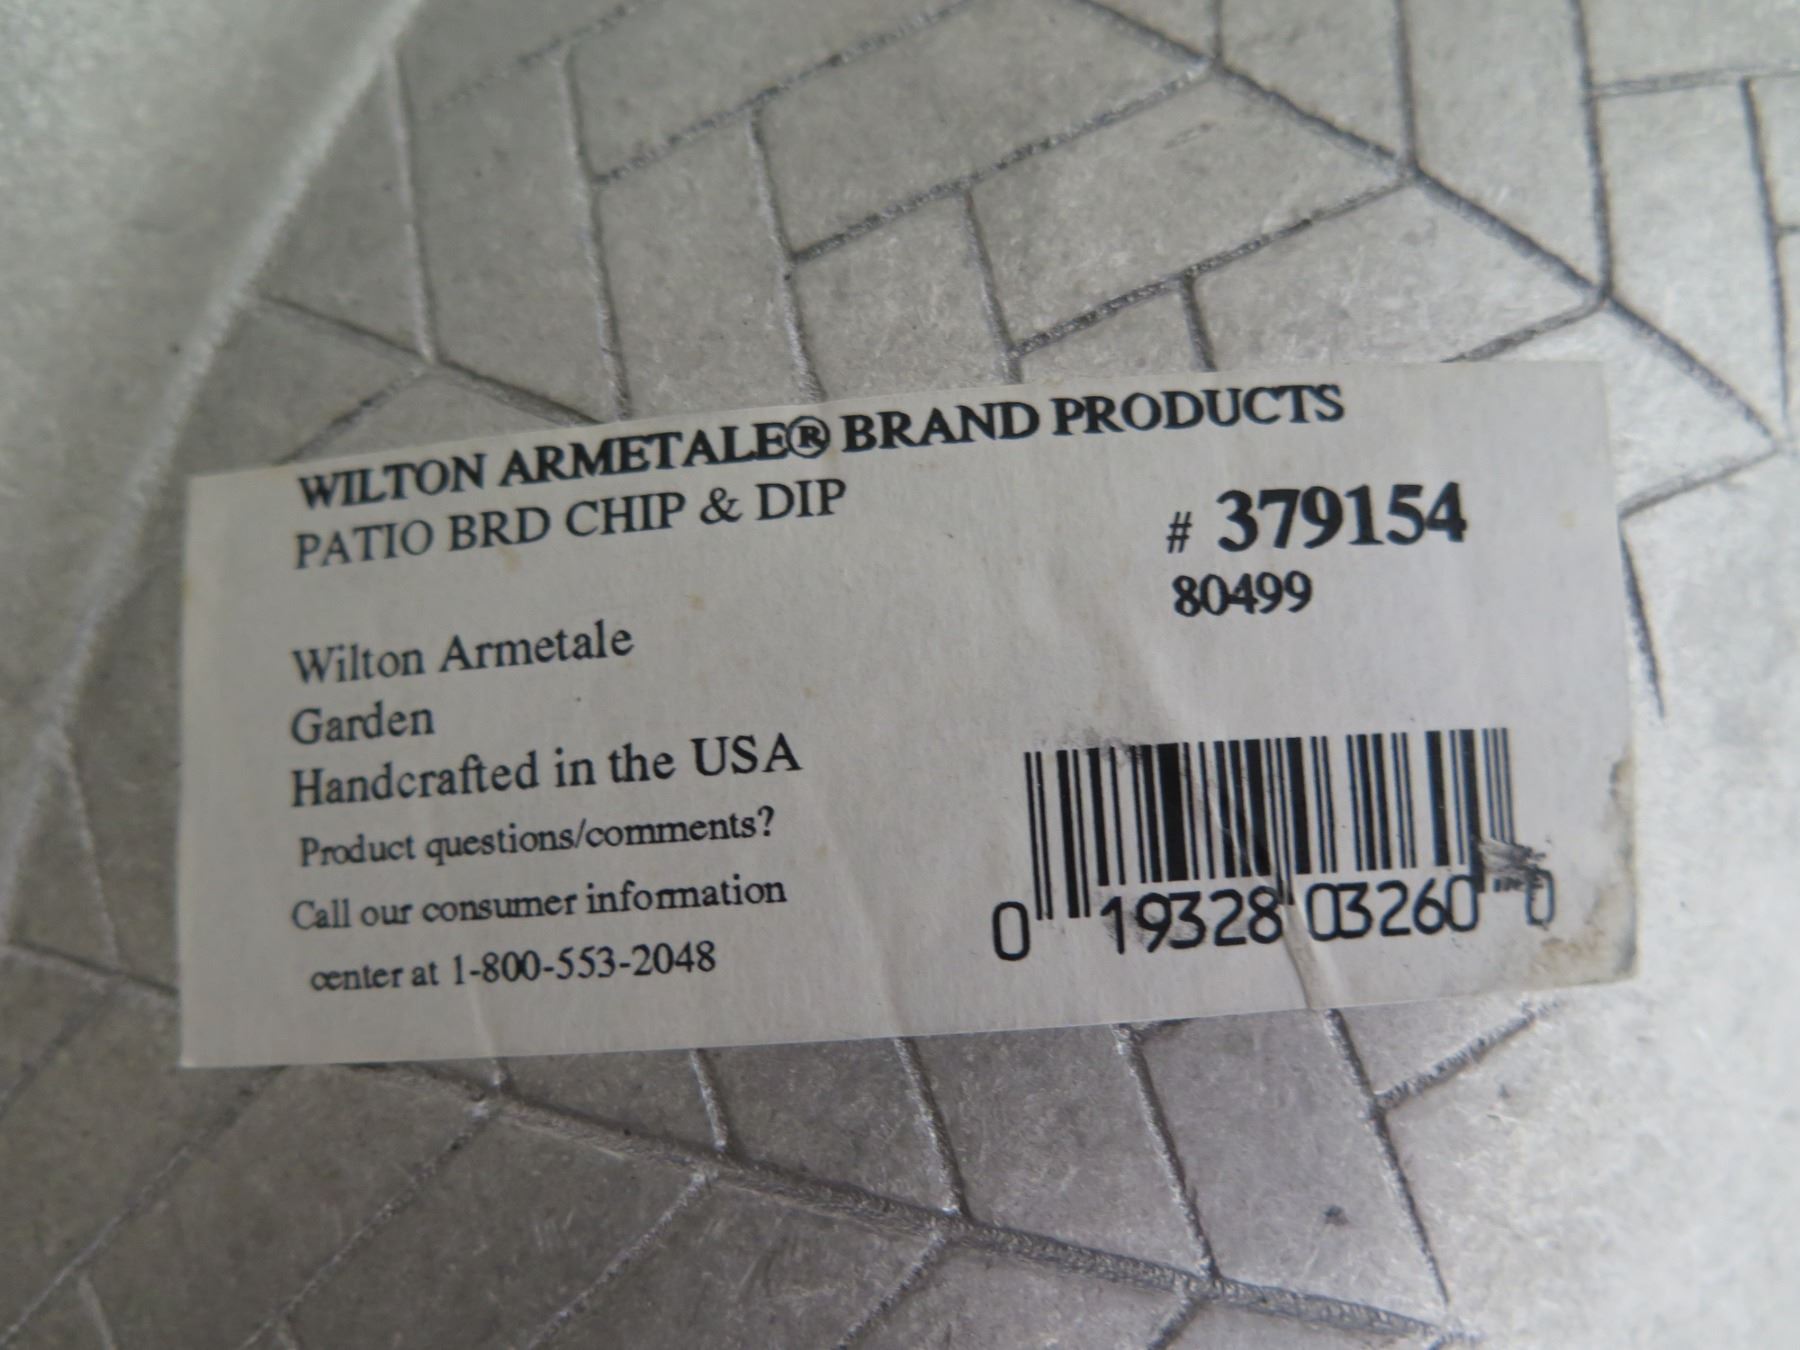 WILTON ARMETALE® BRAND PRODUCTS
PATIO BRD CHIP & DIP
# 379154
80499
Wilton Armetale
Garden
Handcrafted in the USA
Product questions/comments?
Call our consumer information
center at 1-800-553-2048
0 19328 03260 0